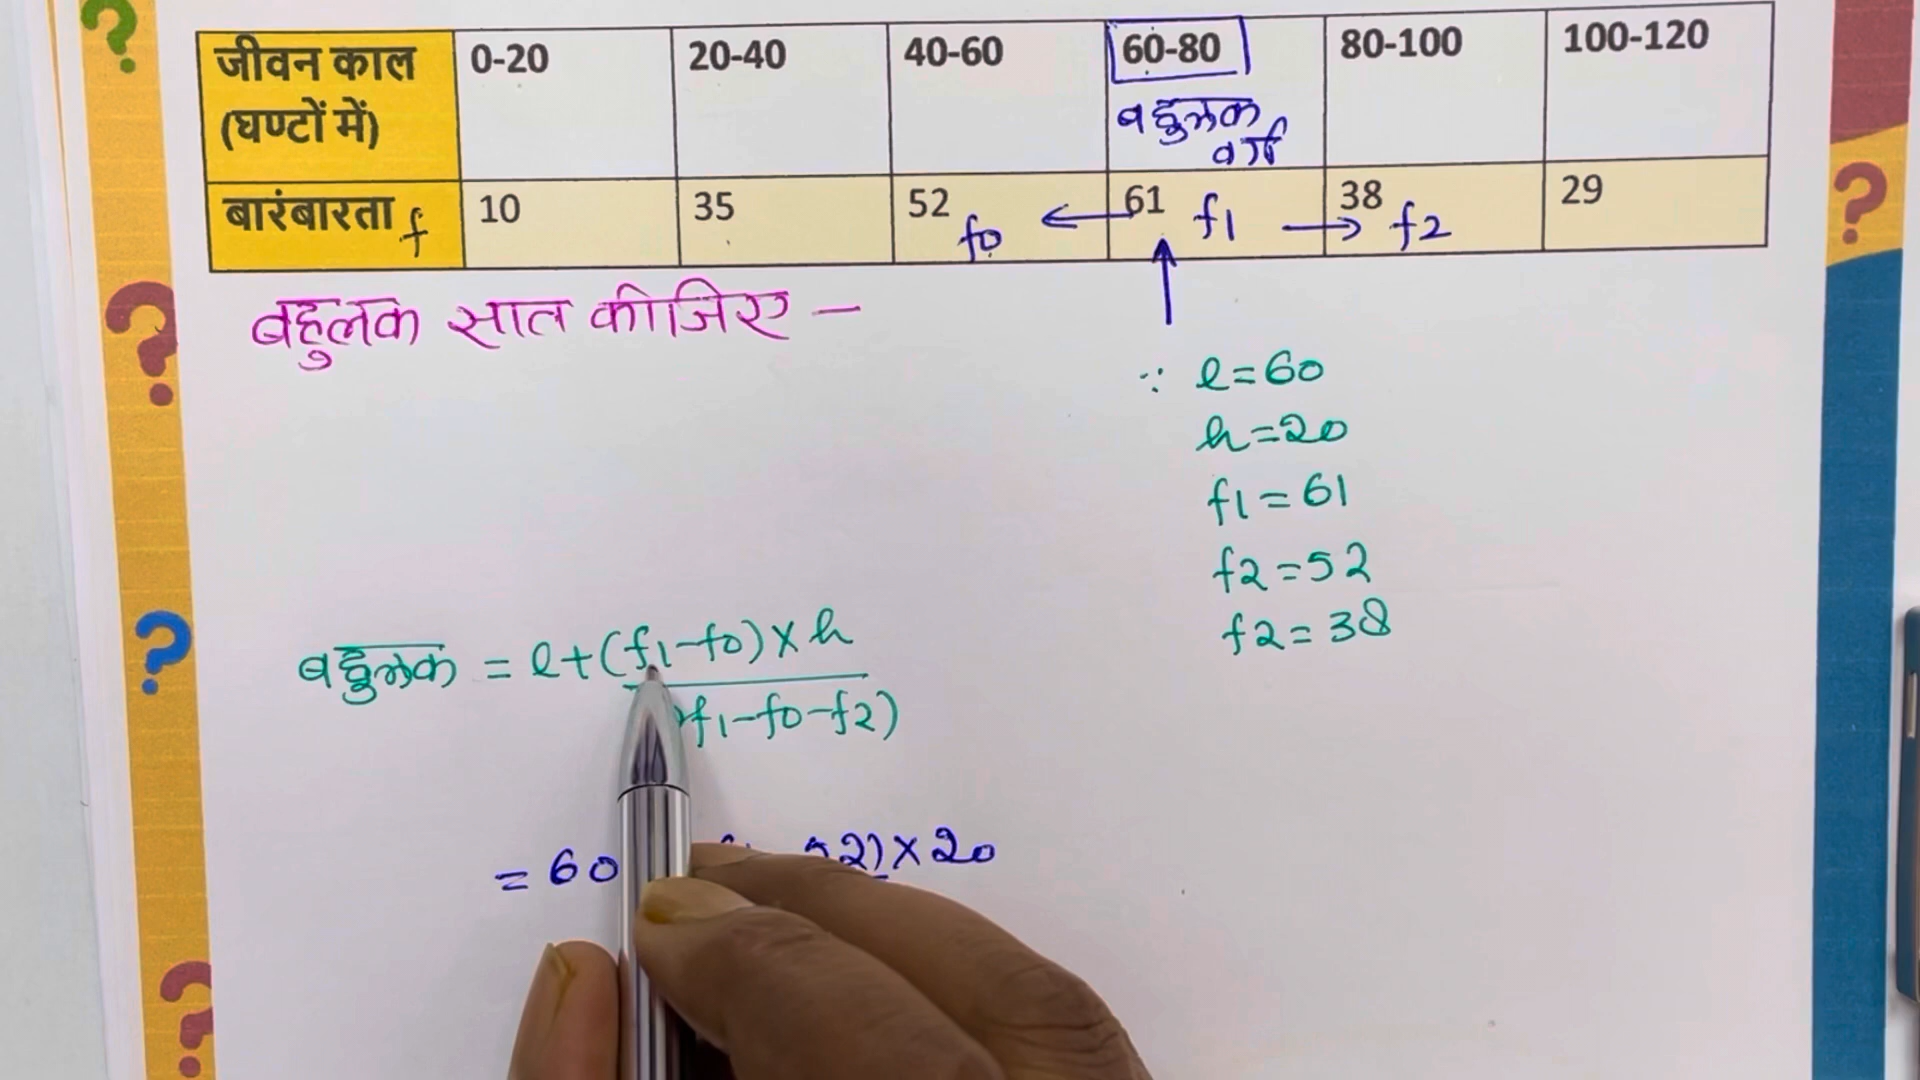 जीवन काल (घण्टों में) 0-20 20-40 40-60 60-80 80-100 100-120
बहुलक वर्ग
बारंबारता f 10 35 52 f0 ← 61 f1 → 38 f2 29
बहुलक ज्ञात कीजिए –
∵ l=60
h=20
f1=61
f2=52
f2=38
बहुलक = l+(f1-f0)×h
f1-f0-f2)
= 60 2)×20